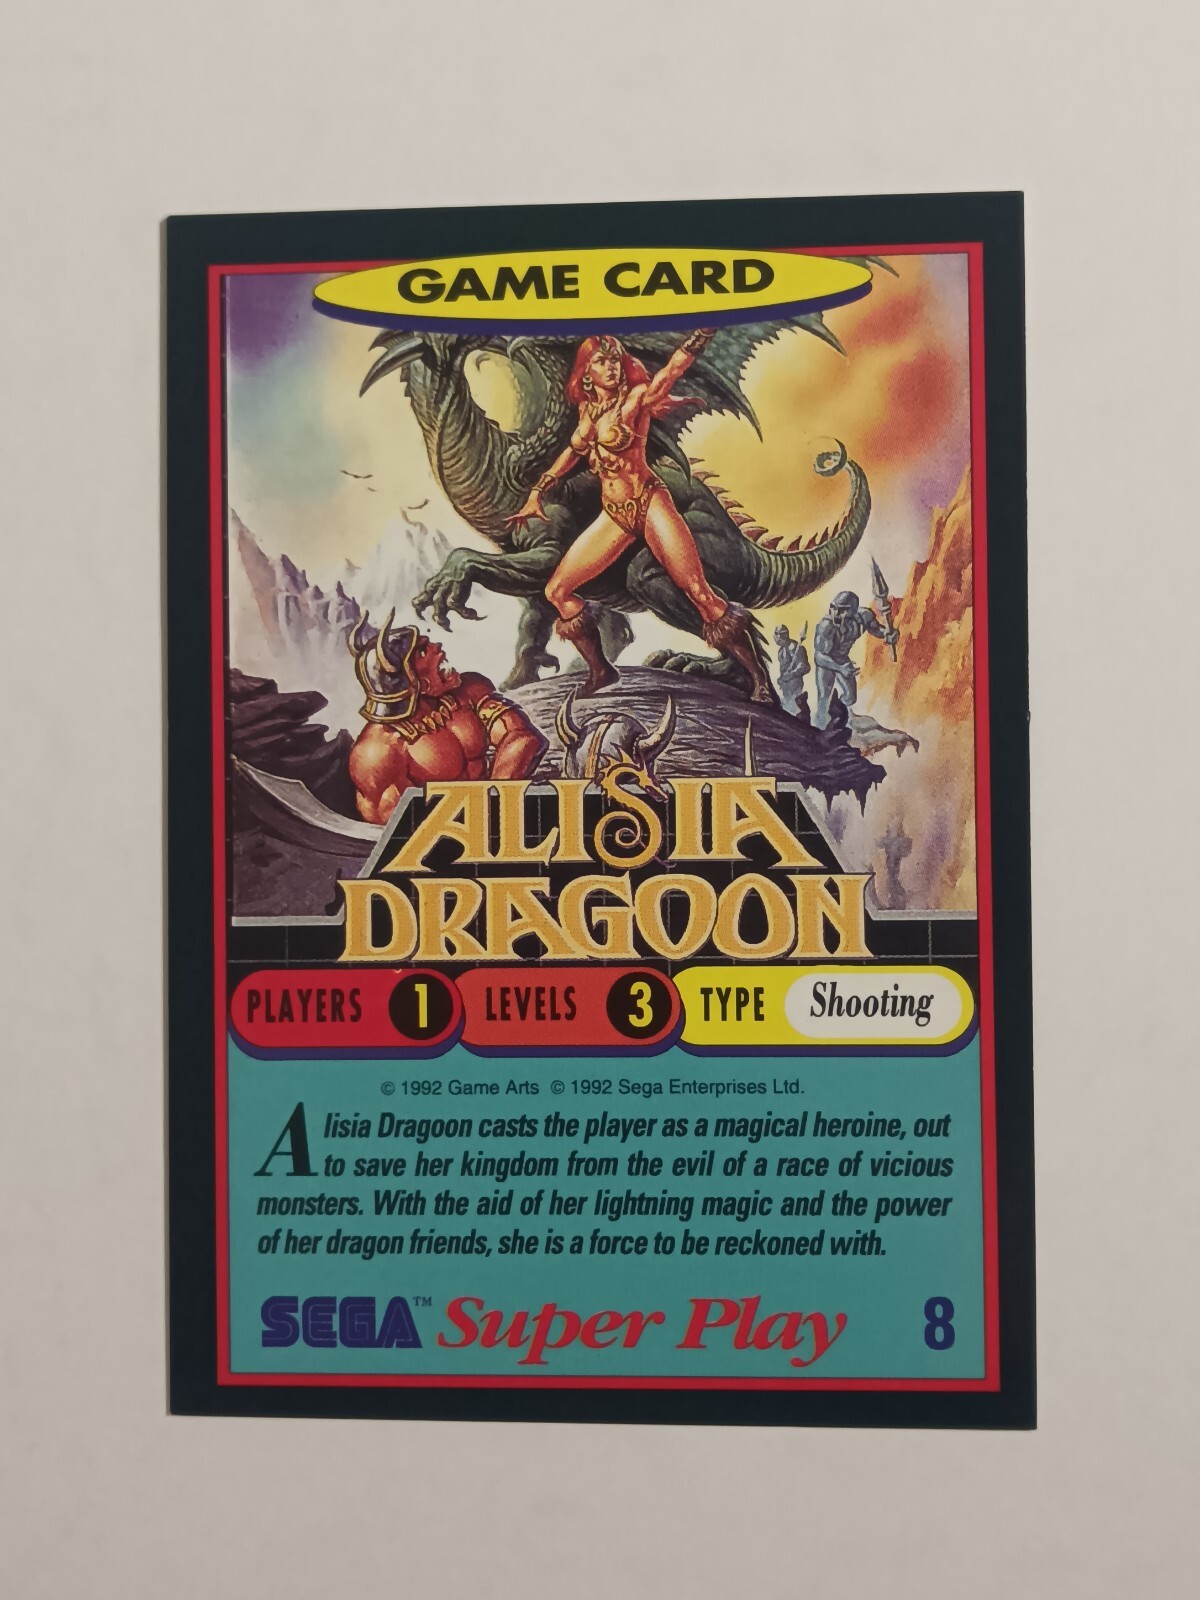 GAME CARD
ALISIA
DRAGOON
PLAYERS 1 LEVELS 3 TYPE Shooting
© 1992 Game Arts © 1992 Sega Enterprises Ltd.
Alisia Dragoon casts the player as a magical heroine, out
to save her kingdom from the evil of a race of vicious
monsters. With the aid of her lightning magic and the power
of her dragon friends, she is a force to be reckoned with.
SEGA™ Super Play 8